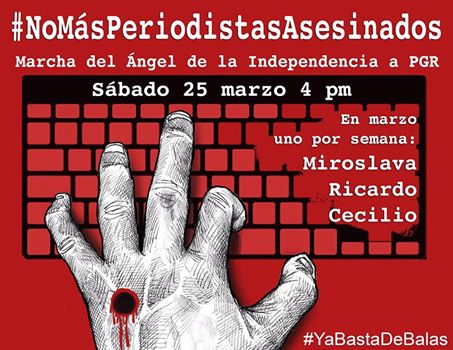 #NoMásPeriodistasAsesinados
Marcha del Ángel de la Independencia a PGR
Sábado 25 marzo 4 pm
En marzo
uno por semana:
Miroslava
Ricardo
Cecilio
#YaBastaDeBalas